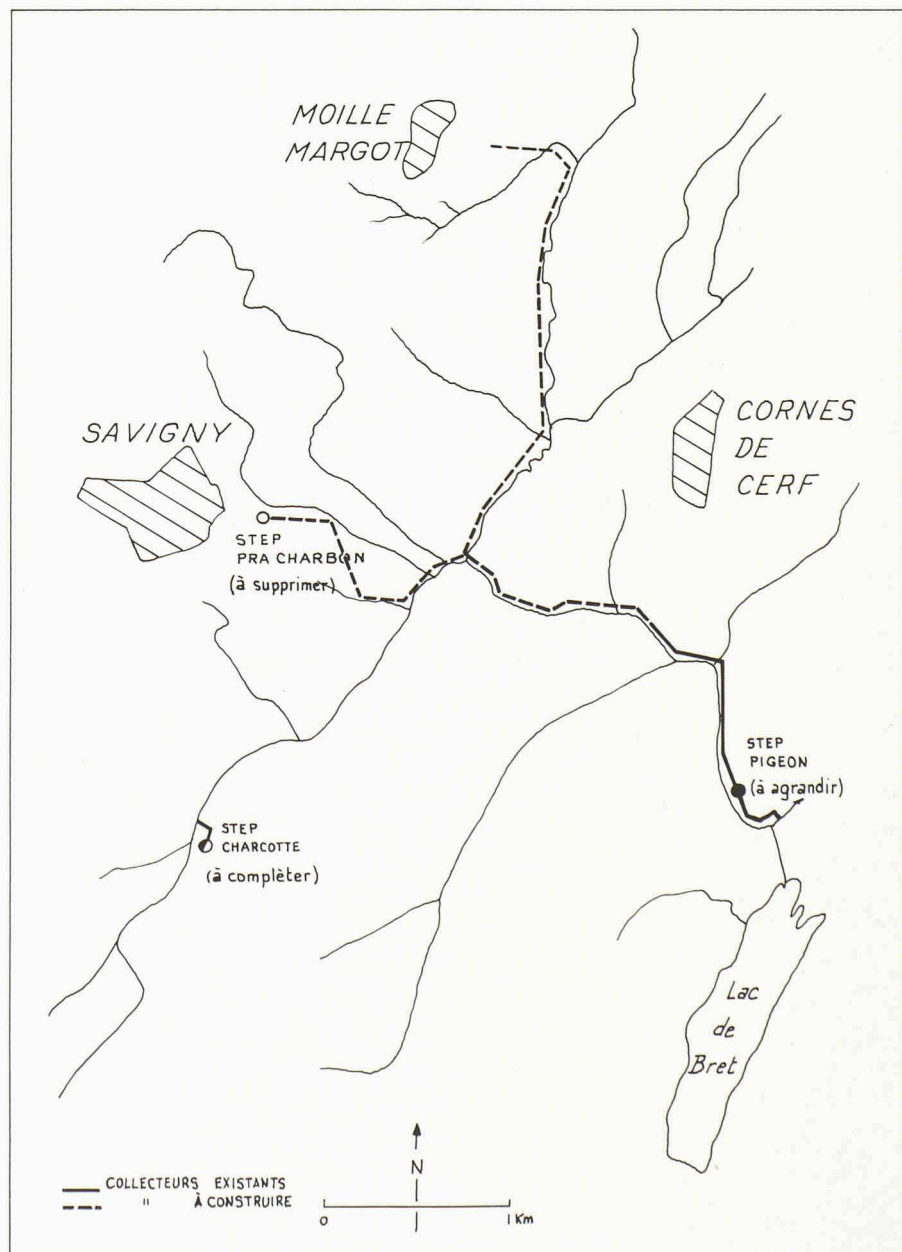 MOILLE
MARGOT
SAVIGNY
CORNES
DE
CERF
STEP
PRA CHARBON
(à supprimer)
STEP
PIGEON
(à agrandir)
STEP
CHARCOTTE
(à complèter)
Lac
de
Bret
N
COLLECTEURS EXISTANTS
" À CONSTRUIRE
0 1 Km